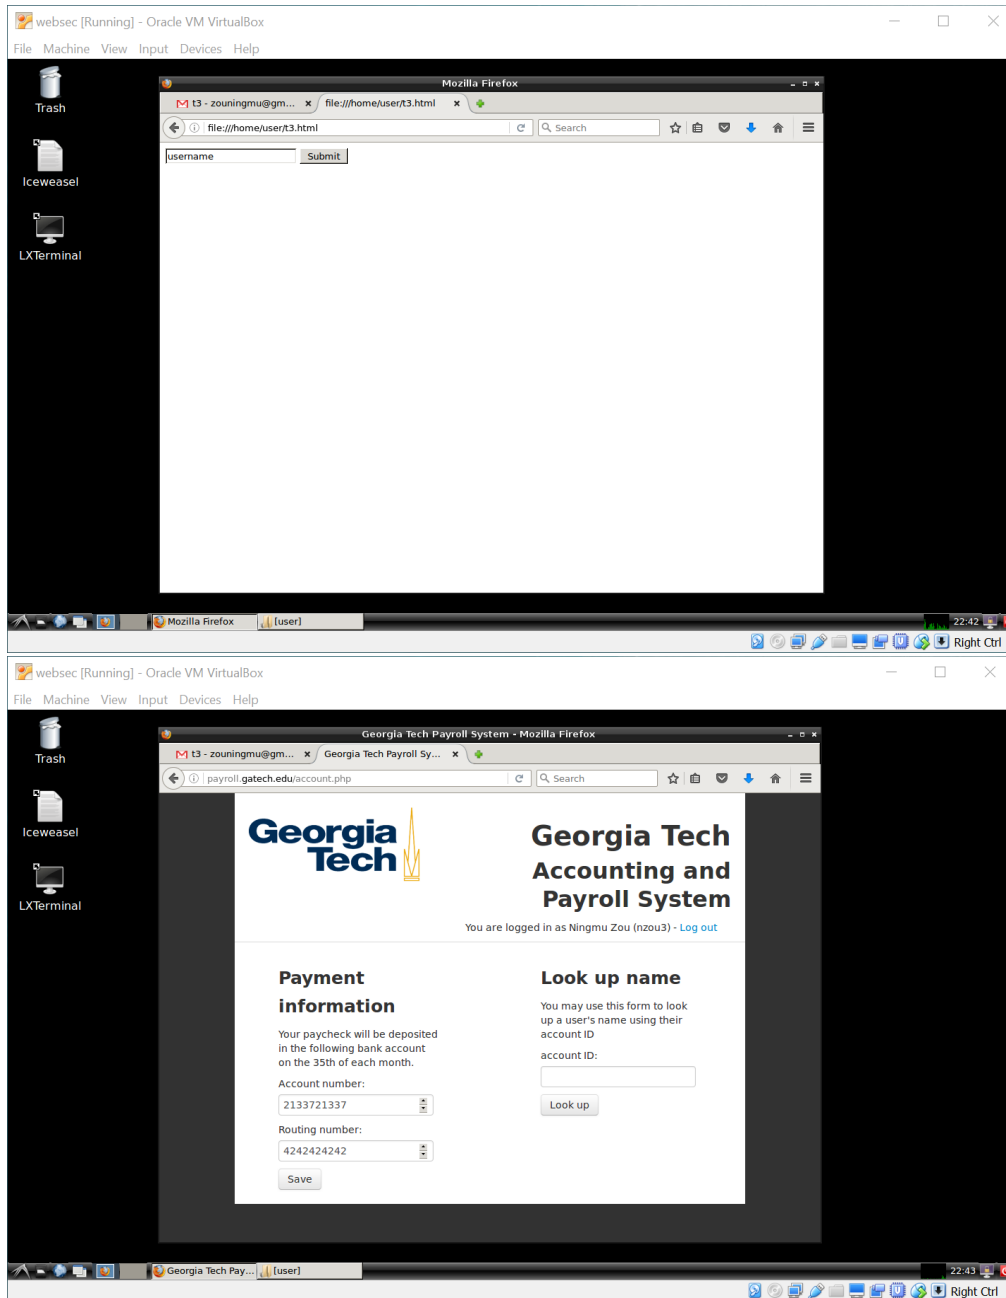 websec [Running] - Oracle VM VirtualBox
File Machine View Input Devices Help
Trash
Iceweasel
LXTerminal
Mozilla Firefox
t3 - zouningmu@gm...
file:///home/user/t3.html
file:///home/user/t3.html
Search
username
Submit
Mozilla Firefox
[user]
22:42
Right Ctrl
websec [Running] - Oracle VM VirtualBox
File Machine View Input Devices Help
Trash
Iceweasel
LXTerminal
Georgia Tech Payroll System - Mozilla Firefox
t3 - zouningmu@gm...
Georgia Tech Payroll Sy...
payroll.gatech.edu/account.php
Search
Georgia
Tech
Georgia Tech
Accounting and
Payroll System
You are logged in as Ningmu Zou (nzou3) - Log out
Payment
information
Your paycheck will be deposited
in the following bank account
on the 35th of each month.
Account number:
2133721337
Routing number:
4242424242
Save
Look up name
You may use this form to look
up a user's name using their
account ID
account ID:
Look up
Georgia Tech Pay...
[user]
22:43
Right Ctrl